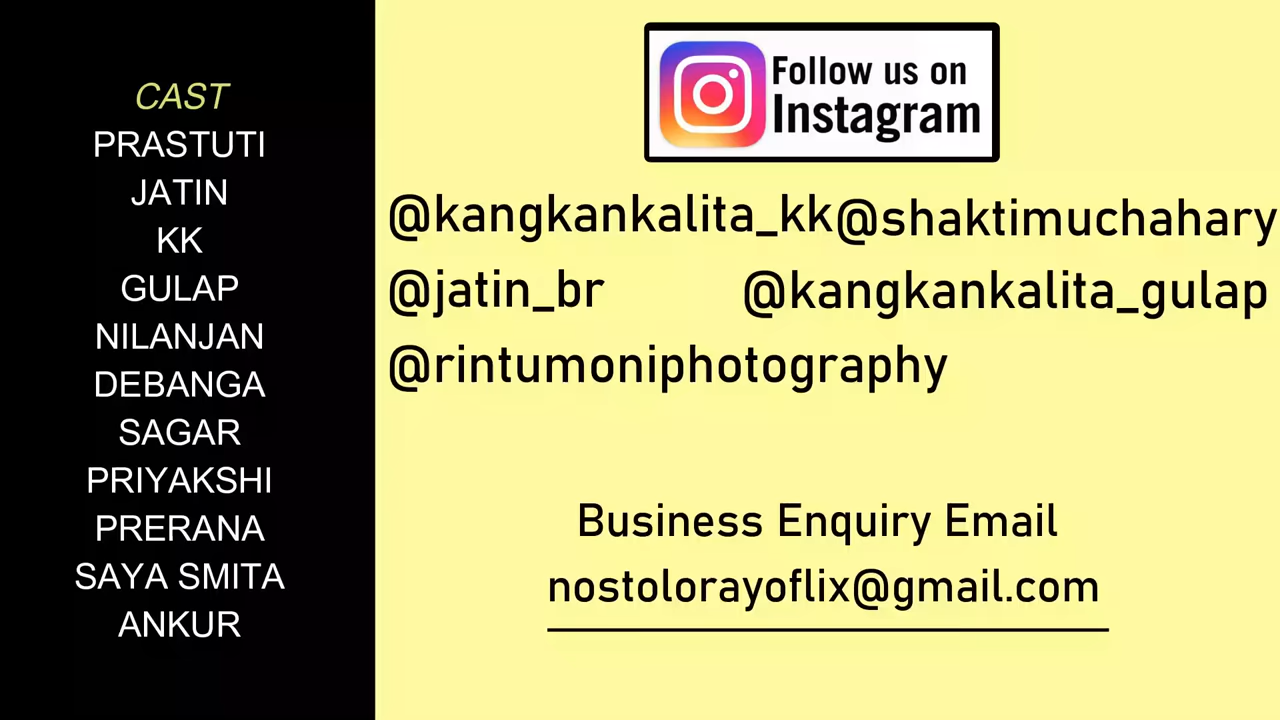 CAST
PRASTUTI
JATIN
KK
GULAP
NILANJAN
DEBANGA
SAGAR
PRIYAKSHI
PRERANA
SAYA SMITA
ANKUR
Follow us on
Instagram
@kangkankalita_kk @shaktimuchahary
@jatin_br @kangkankalita_gulap
@rintumoniphotography
Business Enquiry Email
nostolorayoflix@gmail.com